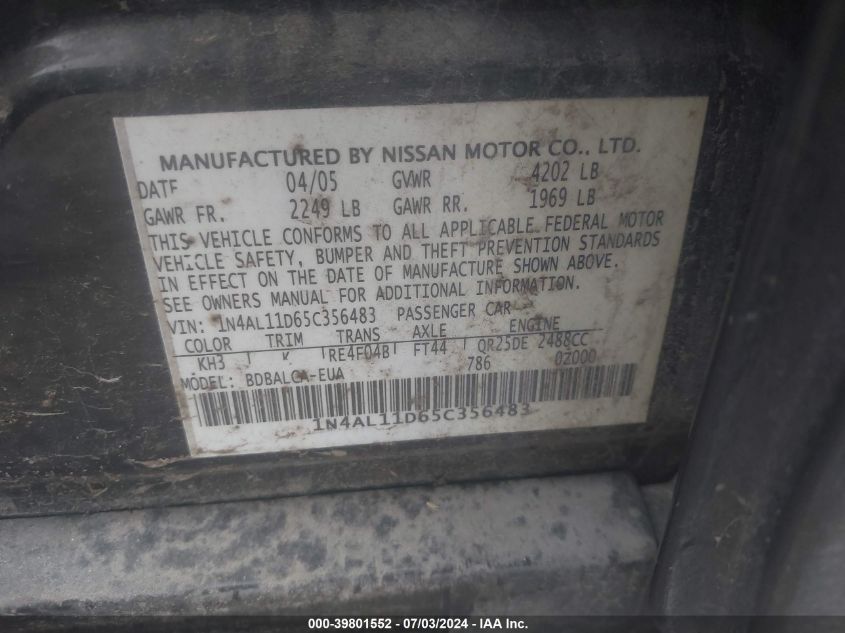 MANUFACTURED BY NISSAN MOTOR CO., LTD.
DATE 04/05 GVWR 4202 LB
GAWR FR. 2249 LB GAWR RR. 1969 LB
THIS VEHICLE CONFORMS TO ALL APPLICABLE FEDERAL MOTOR
VEHICLE SAFETY, BUMPER AND THEFT PREVENTION STANDARDS
IN EFFECT ON THE DATE OF MANUFACTURE SHOWN ABOVE.
SEE OWNERS MANUAL FOR ADDITIONAL INFORMATION.
VIN: 1N4AL11D65C356483 PASSENGER CAR
COLOR TRIM TRANS AXLE ENGINE
KH3 K RE4F04B FT44 QR25DE 2488CC
MODEL: BDBALCA-EUA 786 0Z000
1N4AL11D65C356483
000-39801552 - 07/03/2024 - IAA Inc.